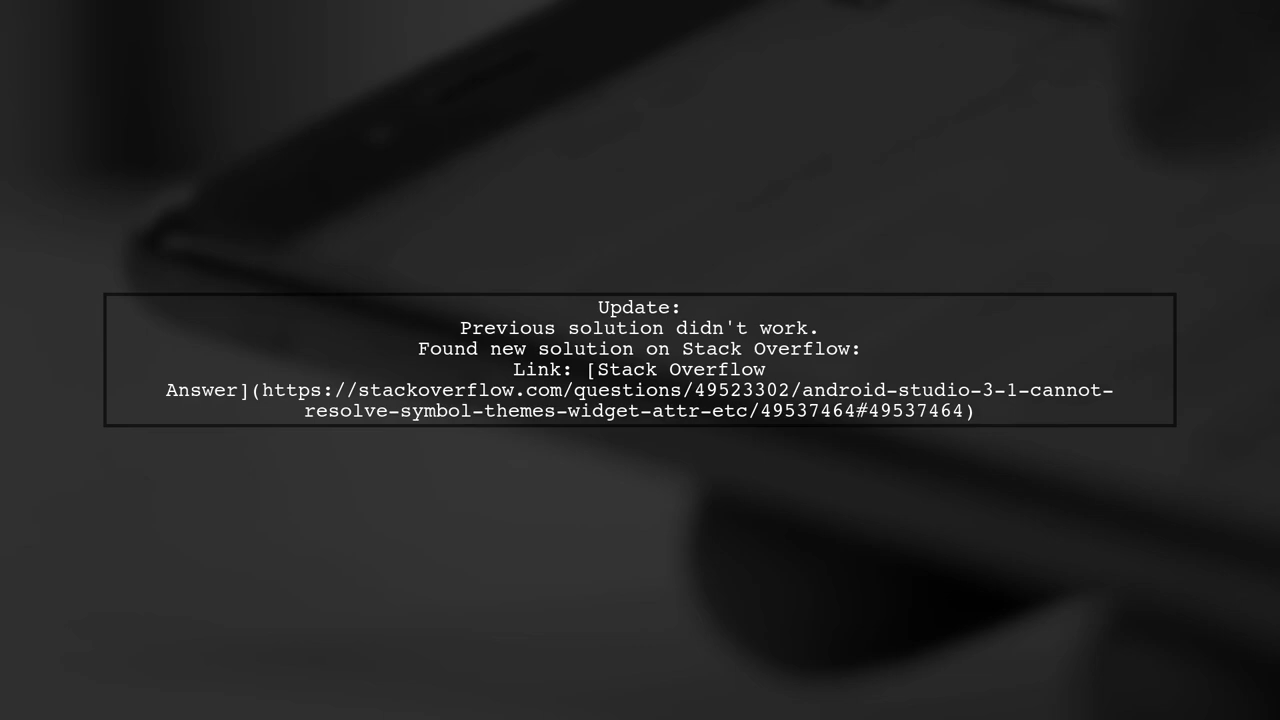 Update:
Previous solution didn't work.
Found new solution on Stack Overflow:
Link: [Stack Overflow
Answer](https://stackoverflow.com/questions/49523302/android-studio-3-1-cannot-
resolve-symbol-themes-widget-attr-etc/49537464#49537464)